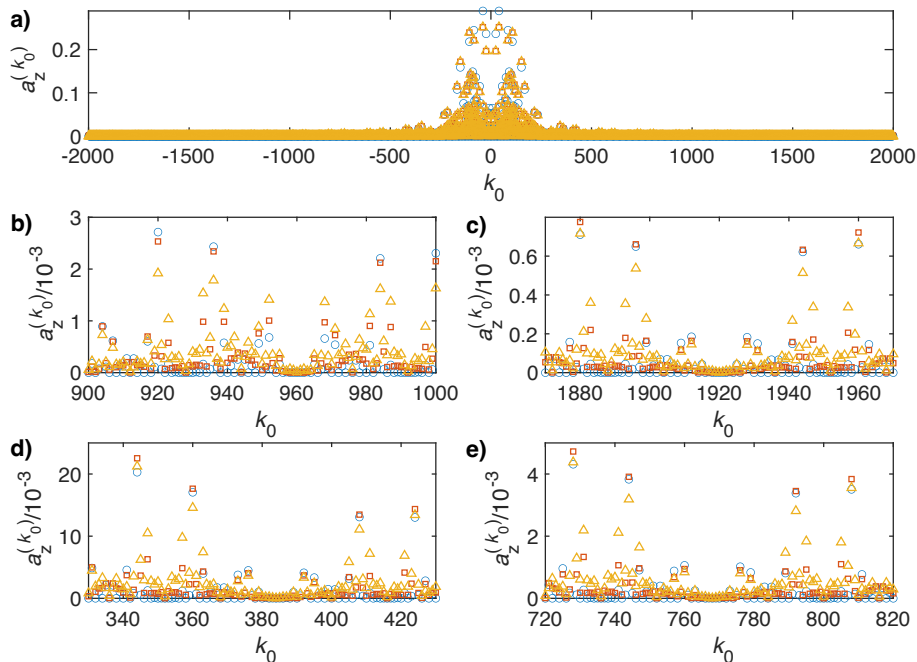 a)
a_z^(k_0)
0.2
0.1
0
-2000 -1500 -1000 -500 0 500 1000 1500 2000
k_0
b)
a_z^(k_0)/10^-3
3
2
1
0
900 920 940 960 980 1000
k_0
c)
a_z^(k_0)/10^-3
0.6
0.4
0.2
0
1880 1900 1920 1940 1960
k_0
d)
a_z^(k_0)/10^-3
20
10
0
340 360 380 400 420
k_0
e)
a_z^(k_0)/10^-3
4
2
0
720 740 760 780 800 820
k_0